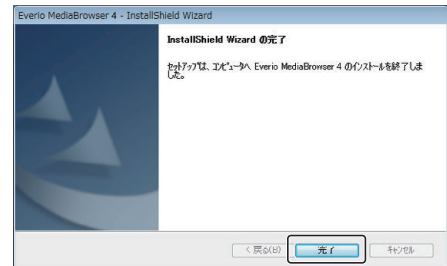 Everio MediaBrowser 4 - InstallShield Wizard
InstallShield Wizard の完了
セットアップは、コンピュータへ Everio MediaBrowser 4 のインストールを終了しま
した。
< 戻る(B)
完了
キャンセル